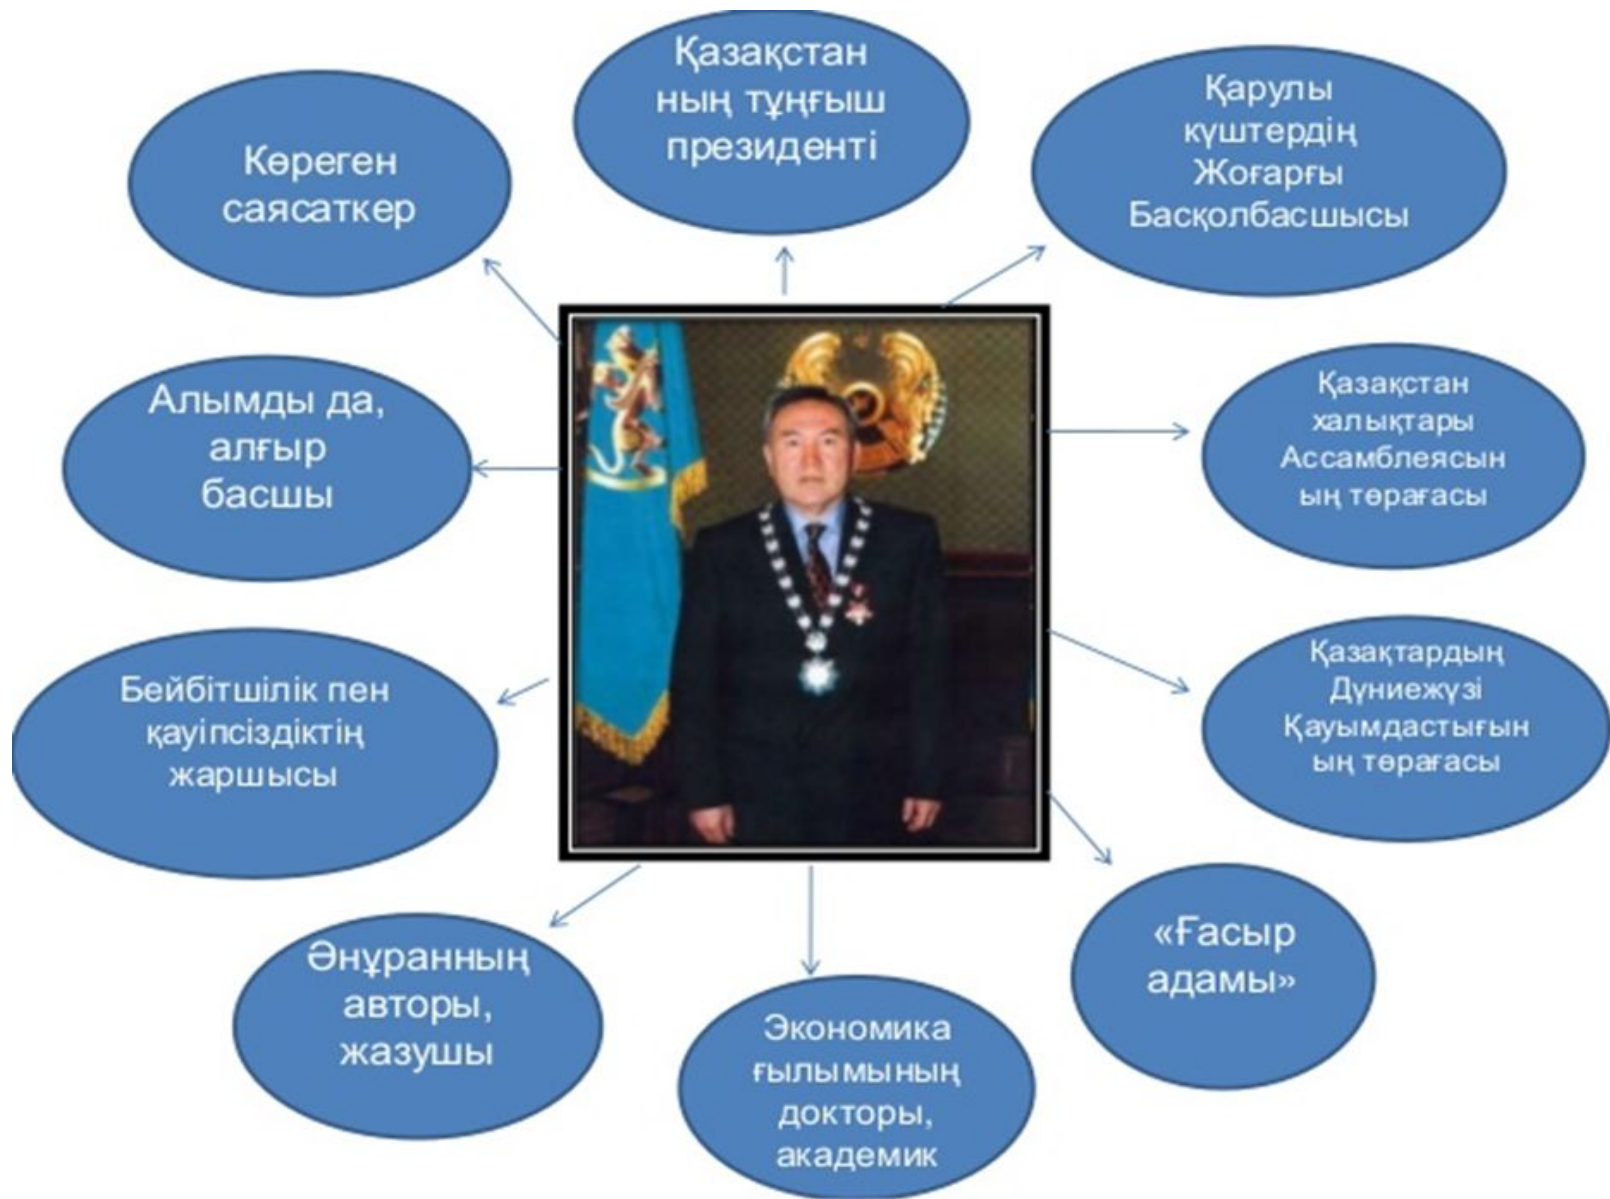 Қазақстан
ның тұңғыш
президенті
Қарулы
күштердің
Жоғарғы
Басқолбасшысы
Көреген
саясаткер
Қазақстан
халықтары
Ассамблеясын
ың төрағасы
Алымды да,
алғыр
басшы
Қазақтардың
Дүниежүзі
Қауымдастығын
ың төрағасы
Бейбітшілік пен
қауіпсіздіктің
жаршысы
«Ғасыр
адамы»
Әнұранның
авторы,
жазушы
Экономика
ғылымының
докторы,
академик